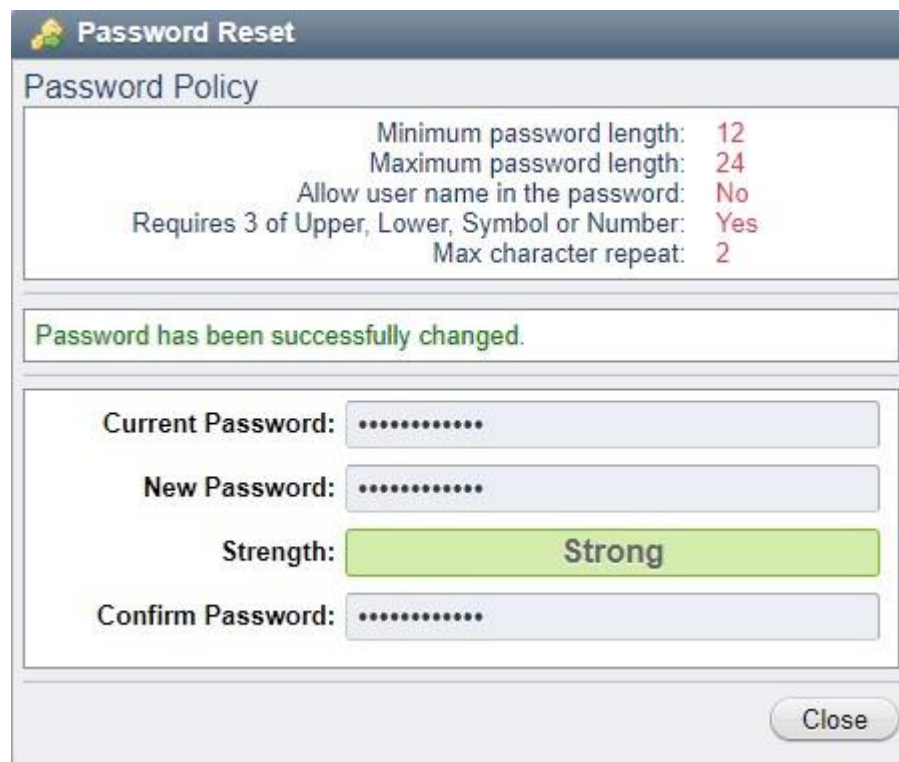 Password Reset
Password Policy
Minimum password length: 12
Maximum password length: 24
Allow user name in the password: No
Requires 3 of Upper, Lower, Symbol or Number: Yes
Max character repeat: 2
Password has been successfully changed.
Current Password: ••••••••••••
New Password: ••••••••••••
Strength: Strong
Confirm Password: ••••••••••••
Close